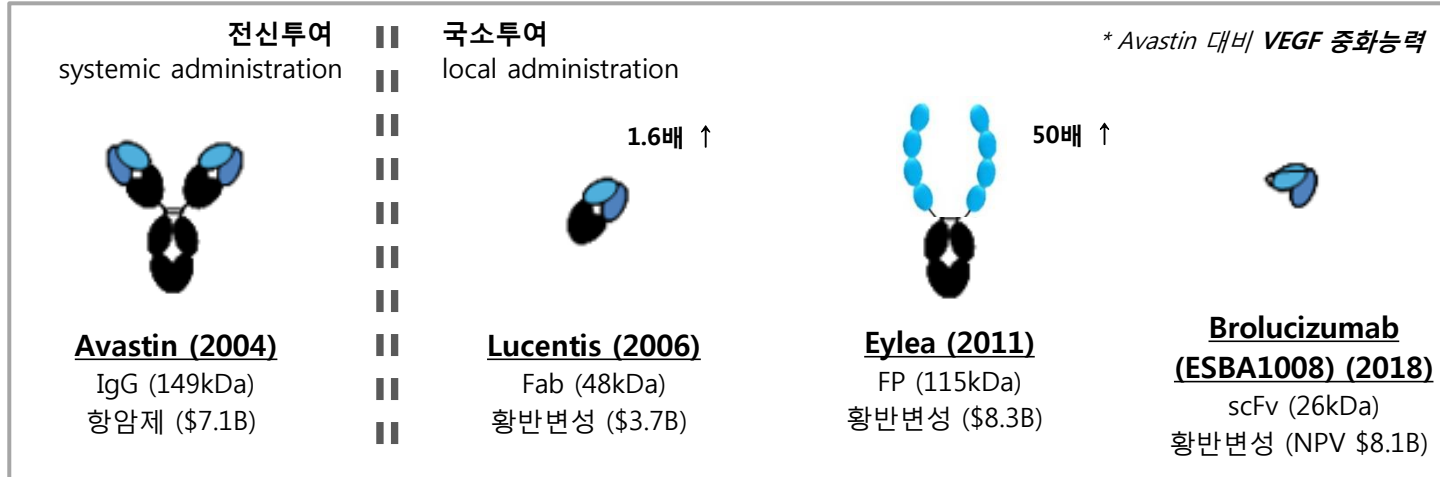 전신투여
systemic administration
국소투여
local administration
* Avastin 대비 VEGF 중화능력
1.6배 ↑
50배 ↑
Avastin (2004)
IgG (149kDa)
항암제 ($7.1B)
Lucentis (2006)
Fab (48kDa)
황반변성 ($3.7B)
Eylea (2011)
FP (115kDa)
황반변성 ($8.3B)
Brolucizumab
(ESBA1008) (2018)
scFv (26kDa)
황반변성 (NPV $8.1B)